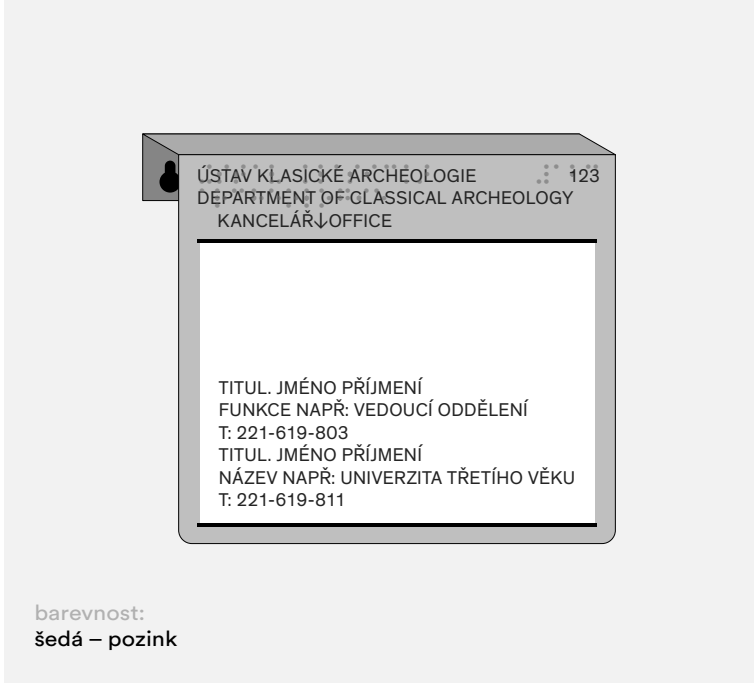 ÚSTAV KLASICKÉ ARCHEOLOGIE 123
DEPARTMENT OF CLASSICAL ARCHEOLOGY
KANCELÁŘ↓OFFICE
TITUL. JMÉNO PŘÍJMENÍ
FUNKCE NAPŘ: VEDOUCÍ ODDĚLENÍ
T: 221-619-803
TITUL. JMÉNO PŘÍJMENÍ
NÁZEV NAPŘ: UNIVERZITA TŘETÍHO VĚKU
T: 221-619-811
barevnost:
šedá – pozink